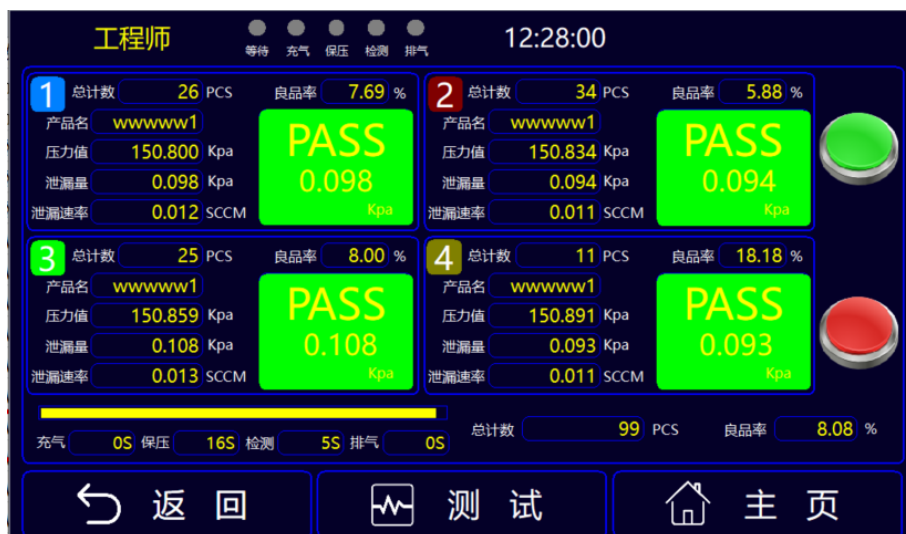 工程师
等待 充气 保压 检测 排气
12:28:00
1 总计数 26 PCS 良品率 7.69 %
产品名 wwwww1
压力值 150.800 Kpa
泄漏量 0.098 Kpa
泄漏速率 0.012 SCCM
PASS
0.098
Kpa
2 总计数 34 PCS 良品率 5.88 %
产品名 wwwww1
压力值 150.834 Kpa
泄漏量 0.094 Kpa
泄漏速率 0.011 SCCM
PASS
0.094
Kpa
3 总计数 25 PCS 良品率 8.00 %
产品名 wwwww1
压力值 150.859 Kpa
泄漏量 0.108 Kpa
泄漏速率 0.013 SCCM
PASS
0.108
Kpa
4 总计数 11 PCS 良品率 18.18 %
产品名 wwwww1
压力值 150.891 Kpa
泄漏量 0.093 Kpa
泄漏速率 0.011 SCCM
PASS
0.093
Kpa
充气 0S 保压 16S 检测 5S 排气 0S
总计数 99 PCS 良品率 8.08 %
返回 测试 主页